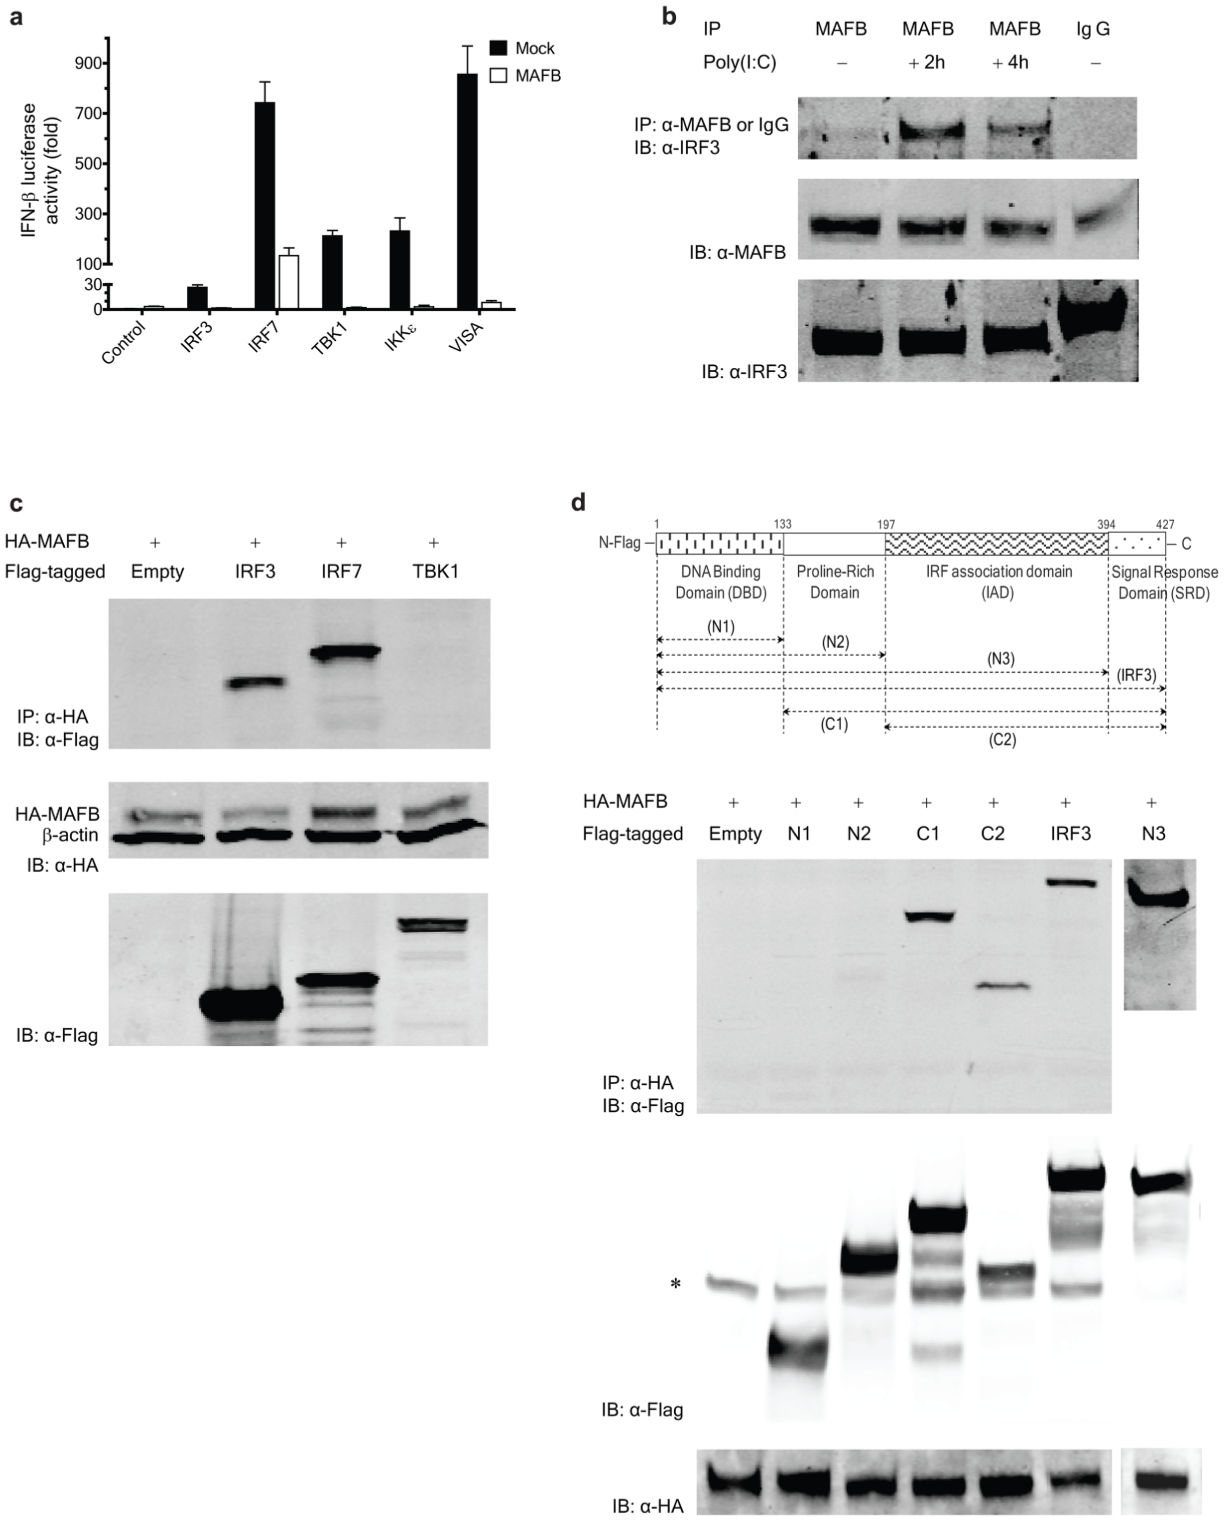 a
IFN-β luciferase
activity (fold)
900
700
500
300
100
30
0
Mock
MAFB
Control
IRF3
IRF7
TBK1
IKKε
VISA
b
IP MAFB MAFB MAFB Ig G
Poly(I:C) – + 2h + 4h –
IP: α-MAFB or IgG
IB: α-IRF3
IB: α-MAFB
IB: α-IRF3
c
HA-MAFB + + + +
Flag-tagged Empty IRF3 IRF7 TBK1
IP: α-HA
IB: α-Flag
HA-MAFB
β-actin
IB: α-HA
IB: α-Flag
d
1 133 197 394 427
N-Flag C
DNA Binding
Domain (DBD)
Proline-Rich
Domain
IRF association domain
(IAD)
Signal Response
Domain (SRD)
(N1)
(N2)
(N3)
(IRF3)
(C1)
(C2)
HA-MAFB + + + + + + +
Flag-tagged Empty N1 N2 C1 C2 IRF3 N3
IP: α-HA
IB: α-Flag
*
IB: α-Flag
IB: α-HA